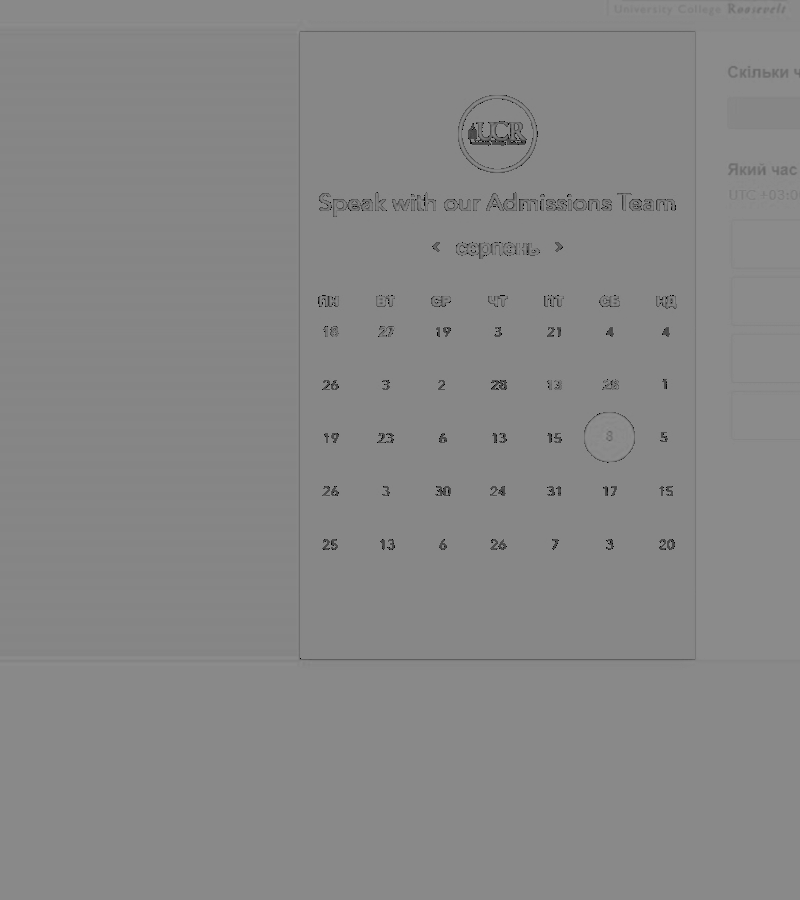 University College Roosevelt
UCR
Speak with our Admissions Team
< серпень >
ПН ВТ СР ЧТ ПТ СБ НД
18 27 19 3 21 4 4
26 3 2 28 13 28 1
19 23 6 13 15 8 5
26 3 30 24 31 17 15
25 13 6 26 7 3 20
Скільки ч
Який час
UTC +03:0